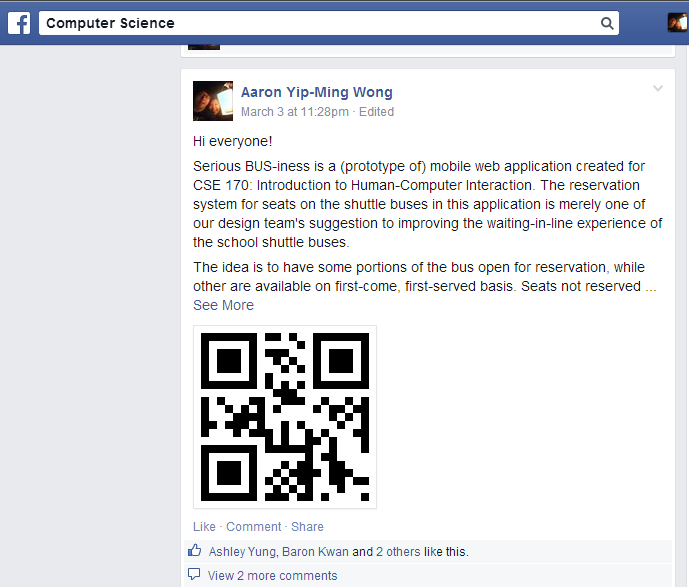 f
Computer Science
Aaron Yip-Ming Wong
March 3 at 11:28pm · Edited
Hi everyone!
Serious BUS-iness is a (prototype of) mobile web application created for
CSE 170: Introduction to Human-Computer Interaction. The reservation
system for seats on the shuttle buses in this application is merely one of
our design team's suggestion to improving the waiting-in-line experience of
the school shuttle buses.
The idea is to have some portions of the bus open for reservation, while
other are available on first-come, first-served basis. Seats not reserved ...
See More
Like · Comment · Share
Ashley Yung, Baron Kwan and 2 others like this.
View 2 more comments